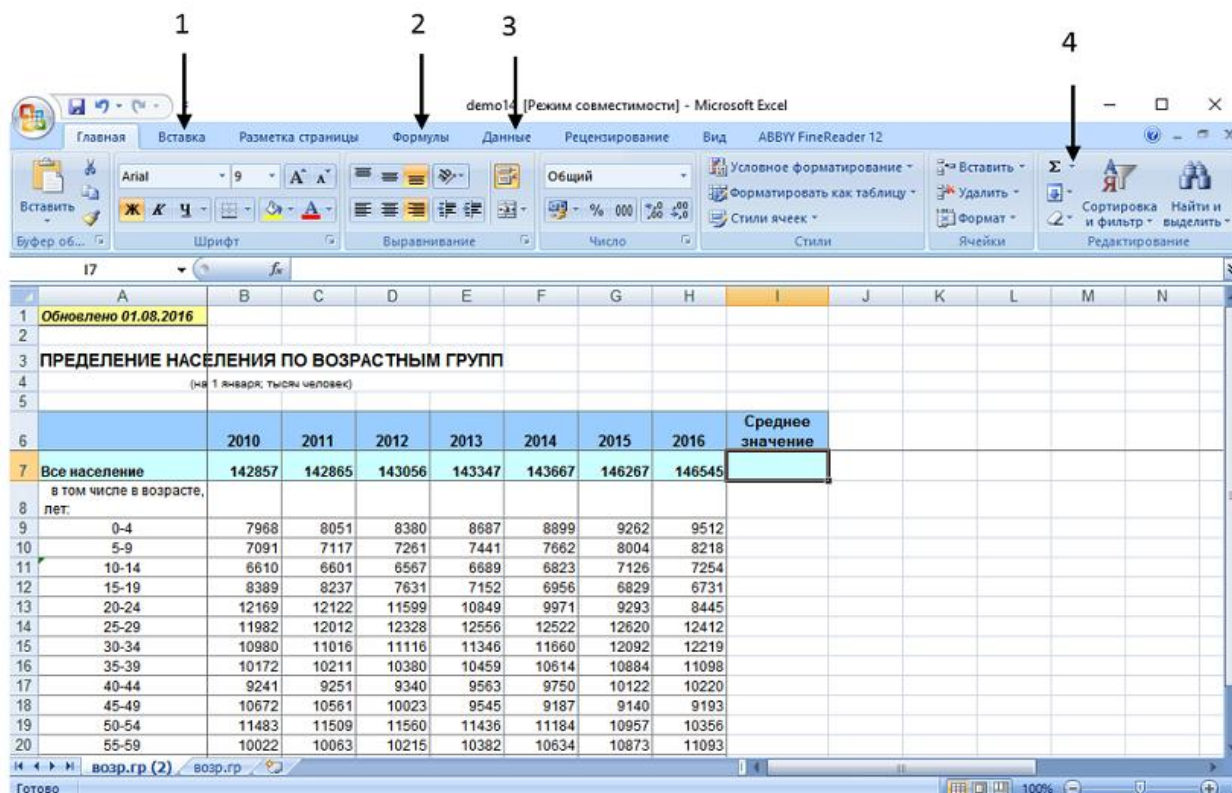 1 2 3 4
demo14 [Режим совместимости] - Microsoft Excel
Главная Вставка Разметка страницы Формулы Данные Рецензирование Вид ABBYY FineReader 12
Вставить Arial 9 Ж К Ч Общий % 000 Условное форматирование Форматировать как таблицу Стили ячеек Вставить Удалить Формат Σ Сортировка и фильтр Найти и выделить
Буфер об... Шрифт Выравнивание Число Стили Ячейки Редактирование
I7 fx
A B C D E F G H I J K L M N
1 Обновлено 01.08.2016
2
3 ПРЕДЕЛЕНИЕ НАСЕЛЕНИЯ ПО ВОЗРАСТНЫМ ГРУПП
4 (на 1 января; тысяч человек)
5
6 2010 2011 2012 2013 2014 2015 2016 Среднее значение
7 Все население 142857 142865 143056 143347 143667 146267 146545
8 в том числе в возрасте, лет:
9 0-4 7968 8051 8380 8687 8899 9262 9512
10 5-9 7091 7117 7261 7441 7662 8004 8218
11 10-14 6610 6601 6567 6689 6823 7126 7254
12 15-19 8389 8237 7631 7152 6956 6829 6731
13 20-24 12169 12122 11599 10849 9971 9293 8445
14 25-29 11982 12012 12328 12556 12522 12620 12412
15 30-34 10980 11016 11116 11346 11660 12092 12219
16 35-39 10172 10211 10380 10459 10614 10884 11098
17 40-44 9241 9251 9340 9563 9750 10122 10220
18 45-49 10672 10561 10023 9545 9187 9140 9193
19 50-54 11483 11509 11560 11436 11184 10957 10356
20 55-59 10022 10063 10215 10382 10634 10873 11093
возр.гр (2) возр.гр
Готово 100%